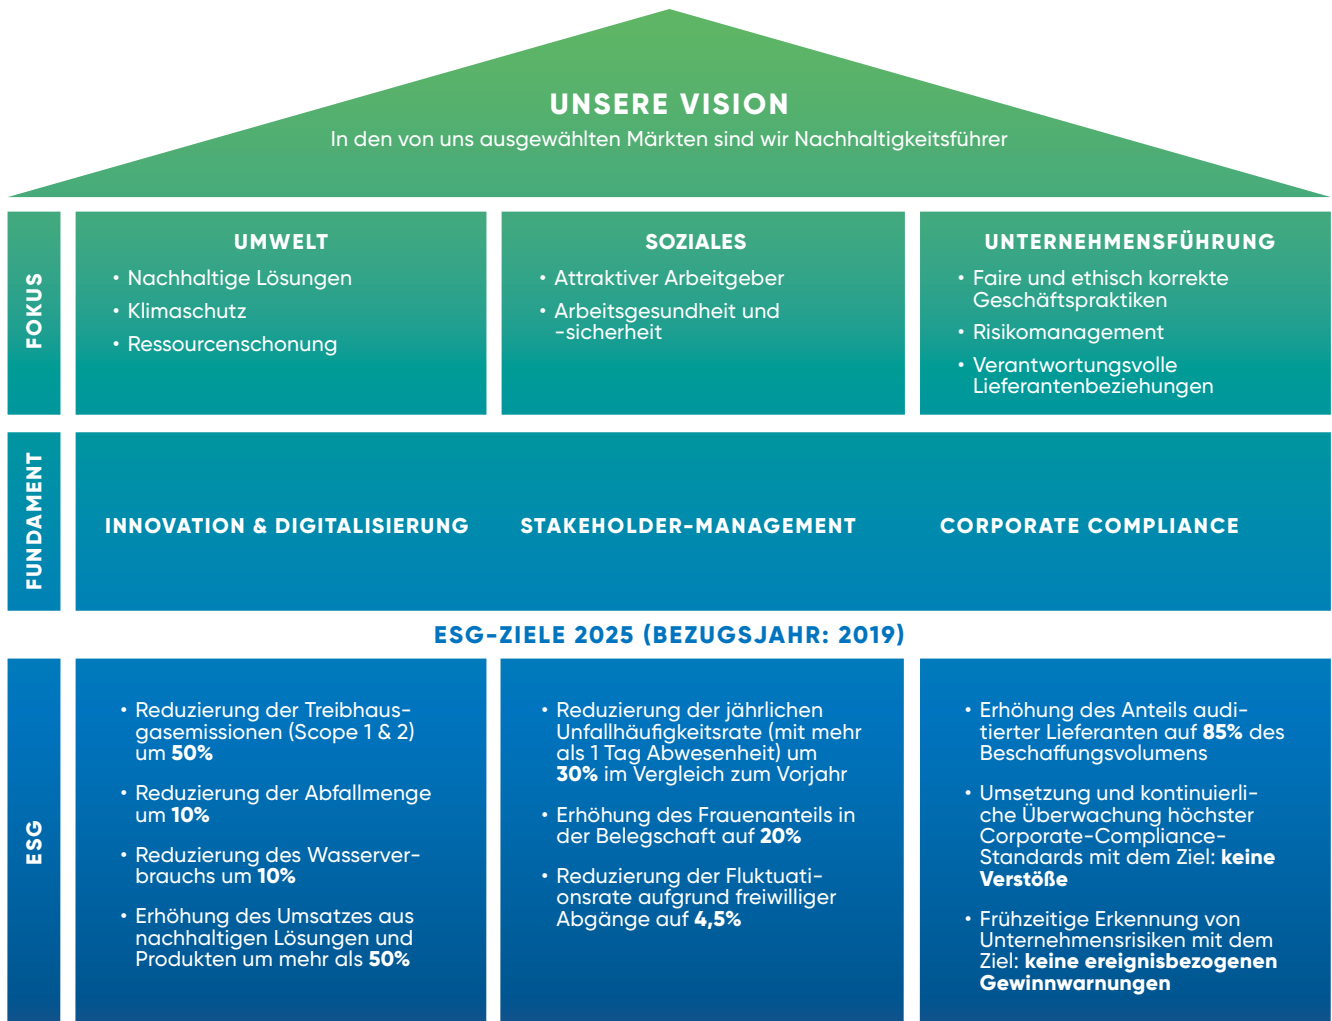 UNSERE VISION
In den von uns ausgewählten Märkten sind wir Nachhaltigkeitsführer
FOKUS
UMWELT
• Nachhaltige Lösungen
• Klimaschutz
• Ressourcenschonung
SOZIALES
• Attraktiver Arbeitgeber
• Arbeitsgesundheit und
-sicherheit
UNTERNEHMENSFÜHRUNG
• Faire und ethisch korrekte
Geschäftspraktiken
• Risikomanagement
• Verantwortungsvolle
Lieferantenbeziehungen
FUNDAMENT
INNOVATION & DIGITALISIERUNG
STAKEHOLDER-MANAGEMENT
CORPORATE COMPLIANCE
ESG-ZIELE 2025 (BEZUGSJAHR: 2019)
ESG
• Reduzierung der Treibhaus-
gasemissionen (Scope 1 & 2)
um 50%
• Reduzierung der Abfallmenge
um 10%
• Reduzierung des Wasserver-
brauchs um 10%
• Erhöhung des Umsatzes aus
nachhaltigen Lösungen und
Produkten um mehr als 50%
• Reduzierung der jährlichen
Unfallhäufigkeitsrate (mit mehr
als 1 Tag Abwesenheit) um
30% im Vergleich zum Vorjahr
• Erhöhung des Frauenanteils in
der Belegschaft auf 20%
• Reduzierung der Fluktuati-
onsrate aufgrund freiwilliger
Abgänge auf 4,5%
• Erhöhung des Anteils audi-
tierter Lieferanten auf 85% des
Beschaffungsvolumens
• Umsetzung und kontinuierli-
che Überwachung höchster
Corporate-Compliance-
Standards mit dem Ziel: keine
Verstöße
• Frühzeitige Erkennung von
Unternehmensrisiken mit dem
Ziel: keine ereignisbezogenen
Gewinnwarnungen